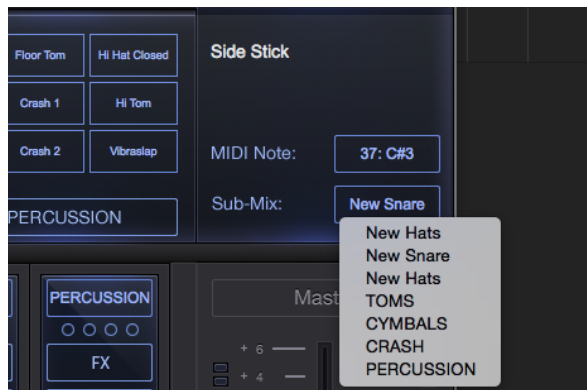 Floor Tom
Hi Hat Closed
Side Stick
Crash 1
Hi Tom
Crash 2
Vibraslap
MIDI Note:
37: C#3
Sub-Mix:
New Snare
PERCUSSION
New Hats
New Snare
New Hats
TOMS
CYMBALS
CRASH
PERCUSSION
PERCUSSION
FX
Mast
+ 6
+ 4